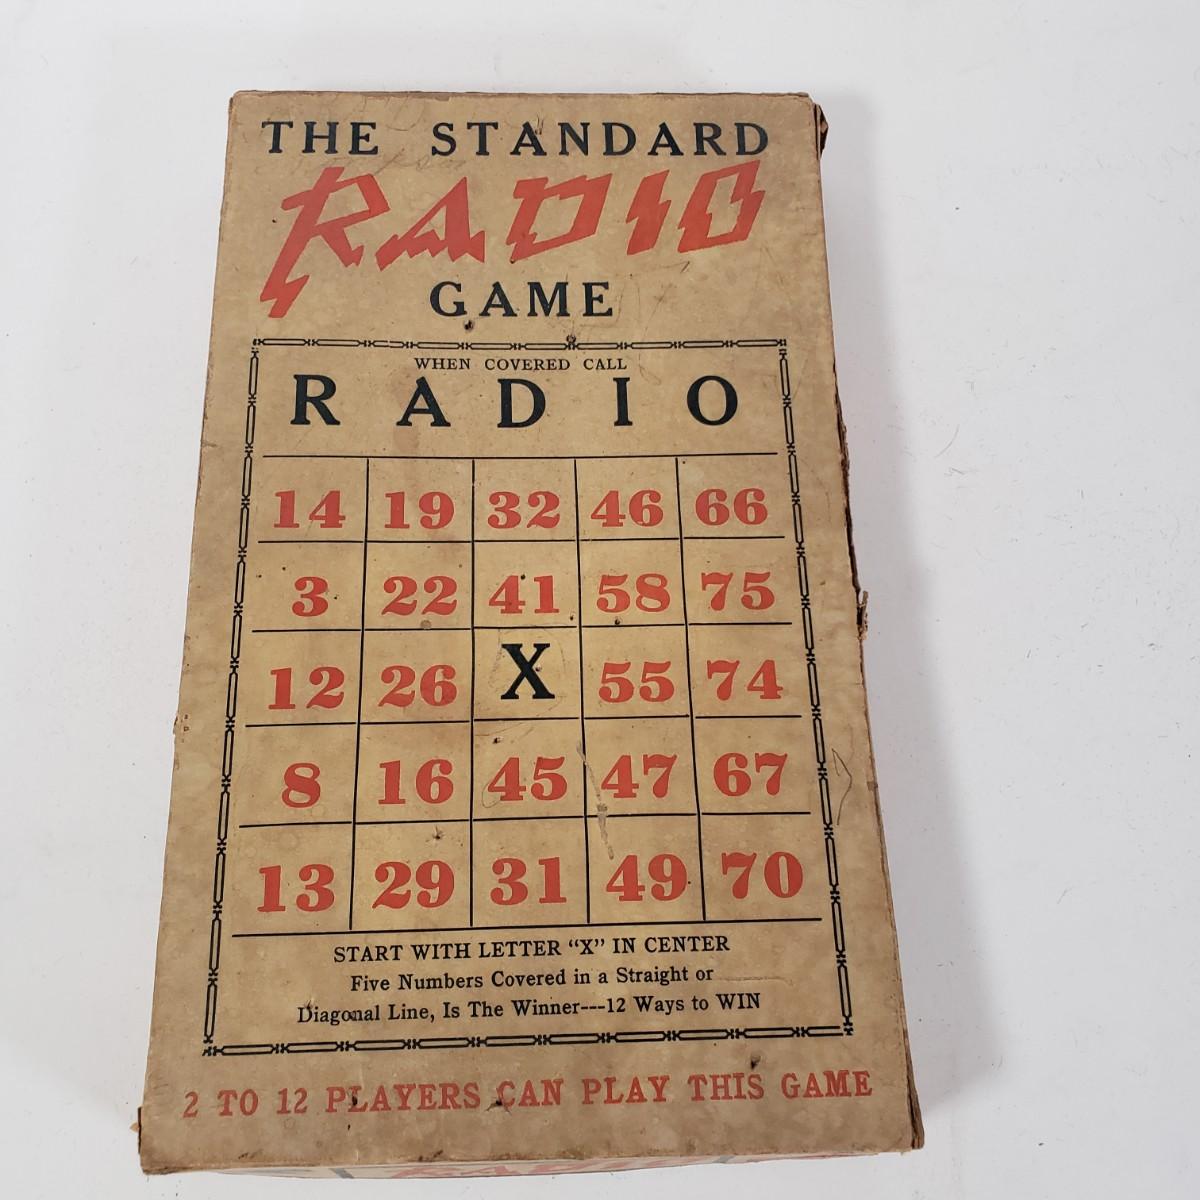 THE STANDARD
RADIO
GAME
WHEN COVERED CALL
R A D I O
14 19 32 46 66
3 22 41 58 75
12 26 X 55 74
8 16 45 47 67
13 29 31 49 70
START WITH LETTER “X” IN CENTER
Five Numbers Covered in a Straight or
Diagonal Line, Is The Winner---12 Ways to WIN
2 TO 12 PLAYERS CAN PLAY THIS GAME
RADIO